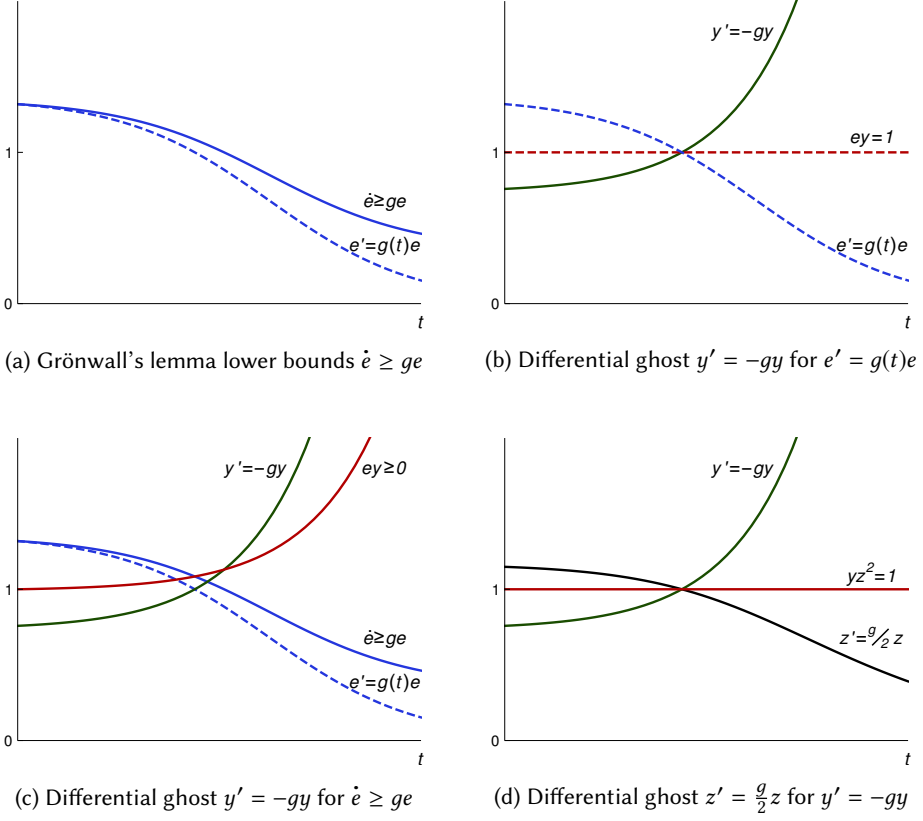 1
ė≥ge
e'=g(t)e
0
t
(a) Grönwall's lemma lower bounds ė ≥ ge
y'=−gy
ey=1
1
e'=g(t)e
0
t
(b) Differential ghost y′ = −gy for e′ = g(t)e
y'=−gy
ey≥0
1
ė≥ge
e'=g(t)e
0
t
(c) Differential ghost y′ = −gy for ė ≥ ge
y'=−gy
yz²=1
1
z'=g/2 z
0
t
(d) Differential ghost z′ = g/2 z for y′ = −gy